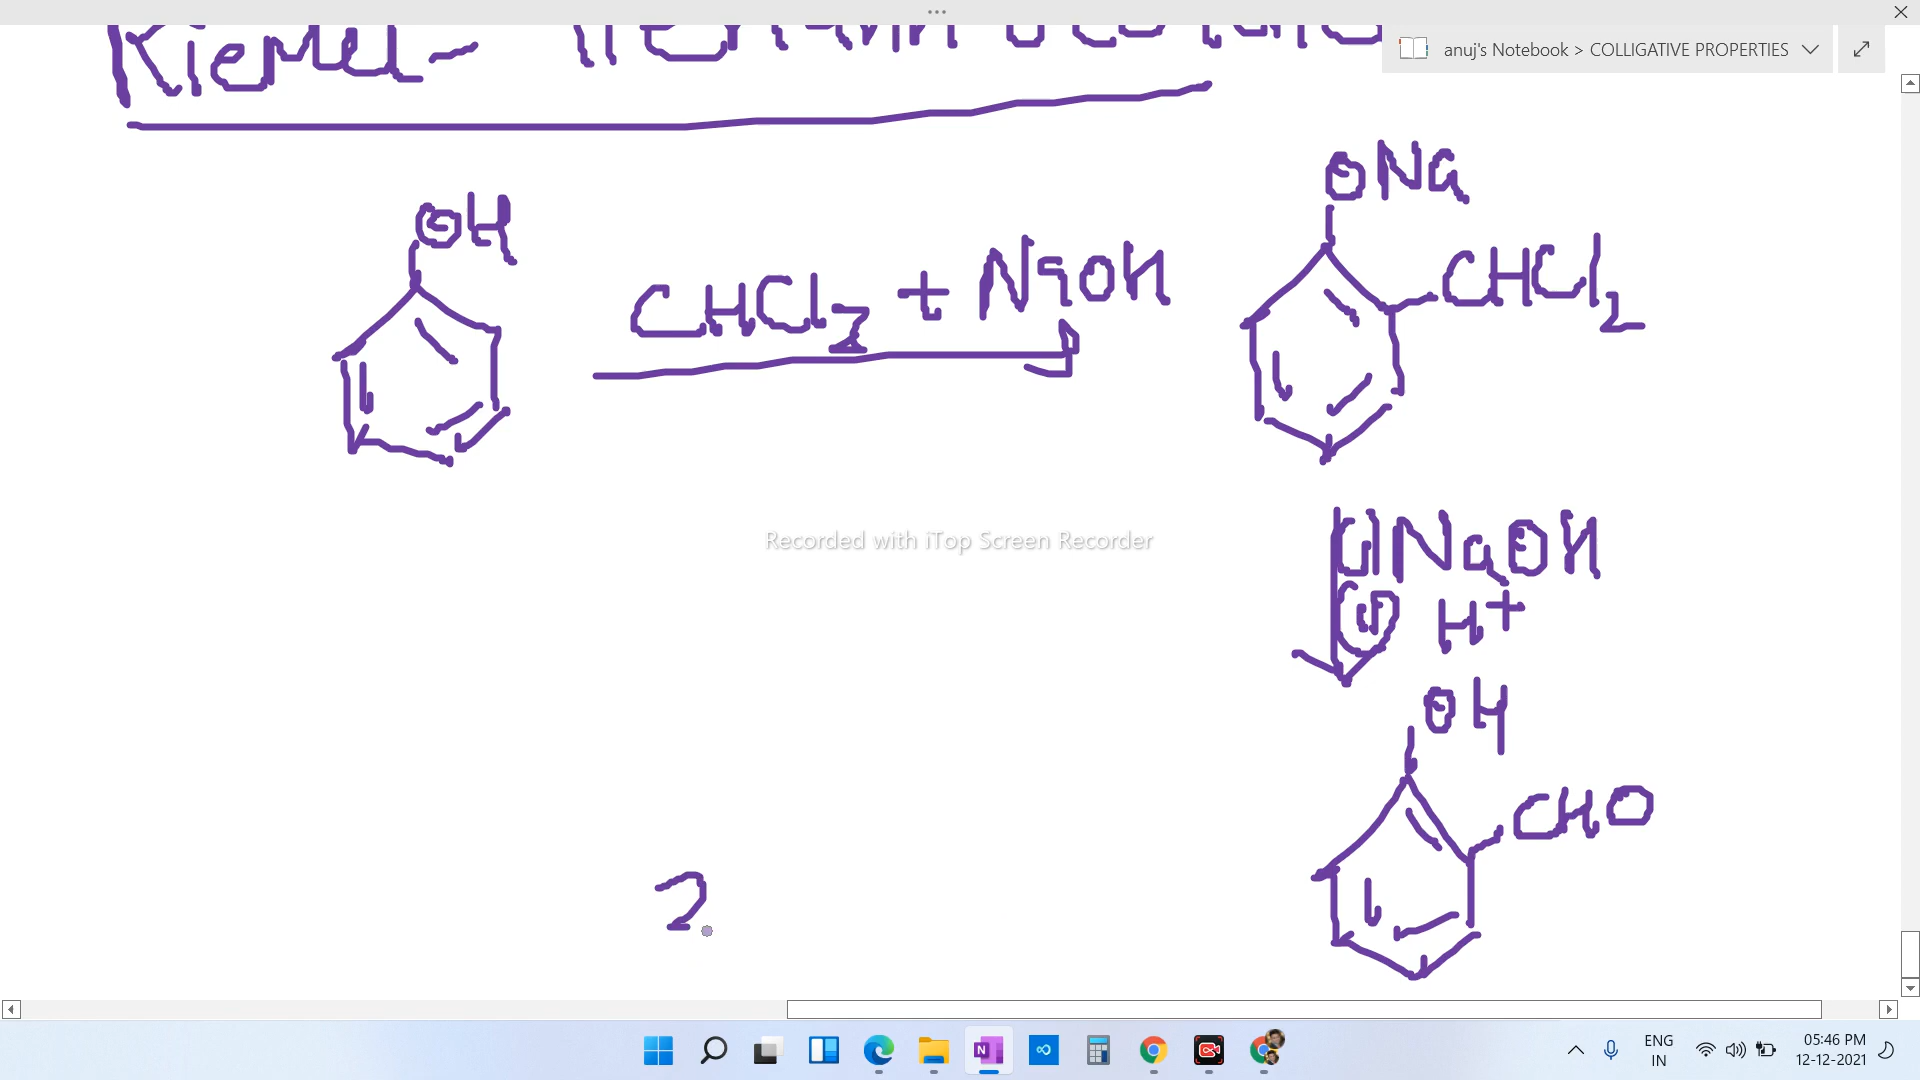 anuj's Notebook > COLLIGATIVE PROPERTIES
OH
CHCl3 + NaOH
ONa
CHCl2
Recorded with iTop Screen Recorder
NaOH
H+
OH
CHO
2
ENG
IN
05:46 PM
12-12-2021